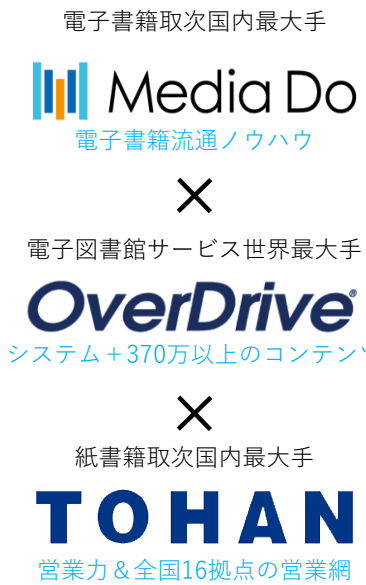 電子書籍取次国内最大手
Media Do
電子書籍流通ノウハウ
×
電子図書館サービス世界最大手
OverDrive®
システム＋370万以上のコンテンツ
×
紙書籍取次国内最大手
TOHAN
営業力＆全国16拠点の営業網